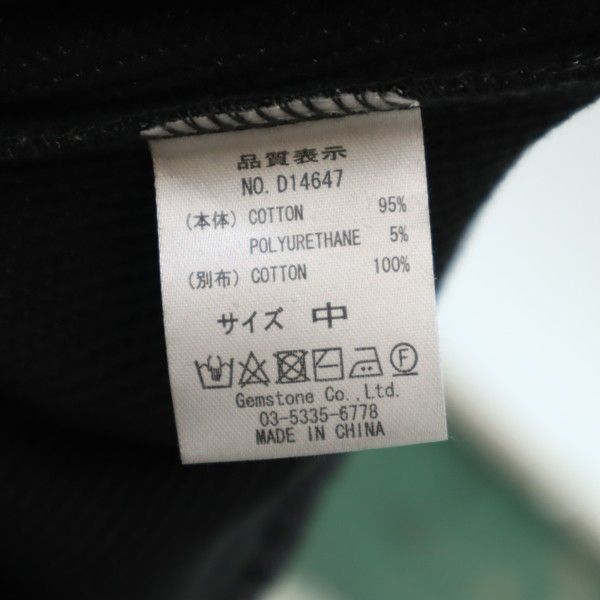 品質表示
NO. D14647
(本体) COTTON 95%
POLYURETHANE 5%
(別布) COTTON 100%
サイズ 中
F
Gemstone Co.,Ltd.
03-5335-6778
MADE IN CHINA